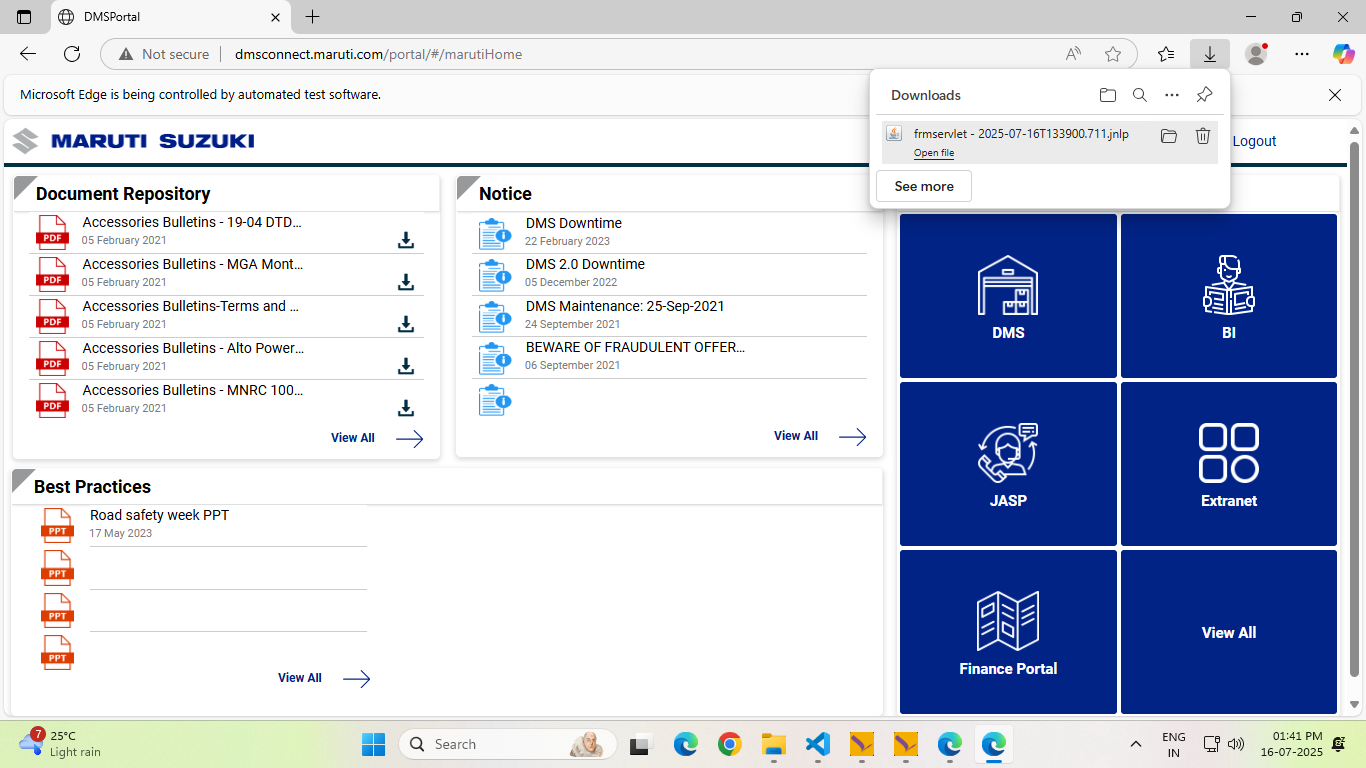 DMSPortal
Not secure
dmsconnect.maruti.com/portal/#/marutiHome
Microsoft Edge is being controlled by automated test software.
Downloads
frmservlet - 2025-07-16T133900.711.jnlp
Open file
See more
MARUTI SUZUKI
Logout
Document Repository
Accessories Bulletins - 19-04 DTD...
05 February 2021
Accessories Bulletins - MGA Mont...
05 February 2021
Accessories Bulletins-Terms and ...
05 February 2021
Accessories Bulletins - Alto Power...
05 February 2021
Accessories Bulletins - MNRC 100...
05 February 2021
PDF
PDF
PDF
PDF
PDF
View All
Notice
DMS Downtime
22 February 2023
DMS 2.0 Downtime
05 December 2022
DMS Maintenance: 25-Sep-2021
24 September 2021
BEWARE OF FRAUDULENT OFFER...
06 September 2021
View All
Best Practices
Road safety week PPT
17 May 2023
PPT
PPT
PPT
PPT
View All
DMS
BI
JASP
Extranet
Finance Portal
View All
7
25°C
Light rain
Search
ENG
IN
01:41 PM
16-07-2025